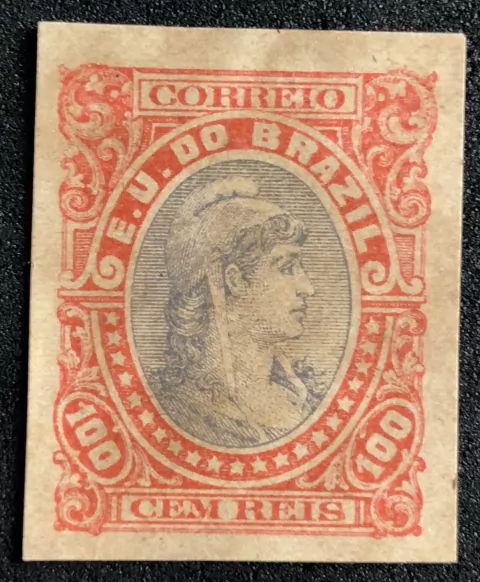 CORREIO
E. U. DO BRAZIL
100 100
CEM REIS